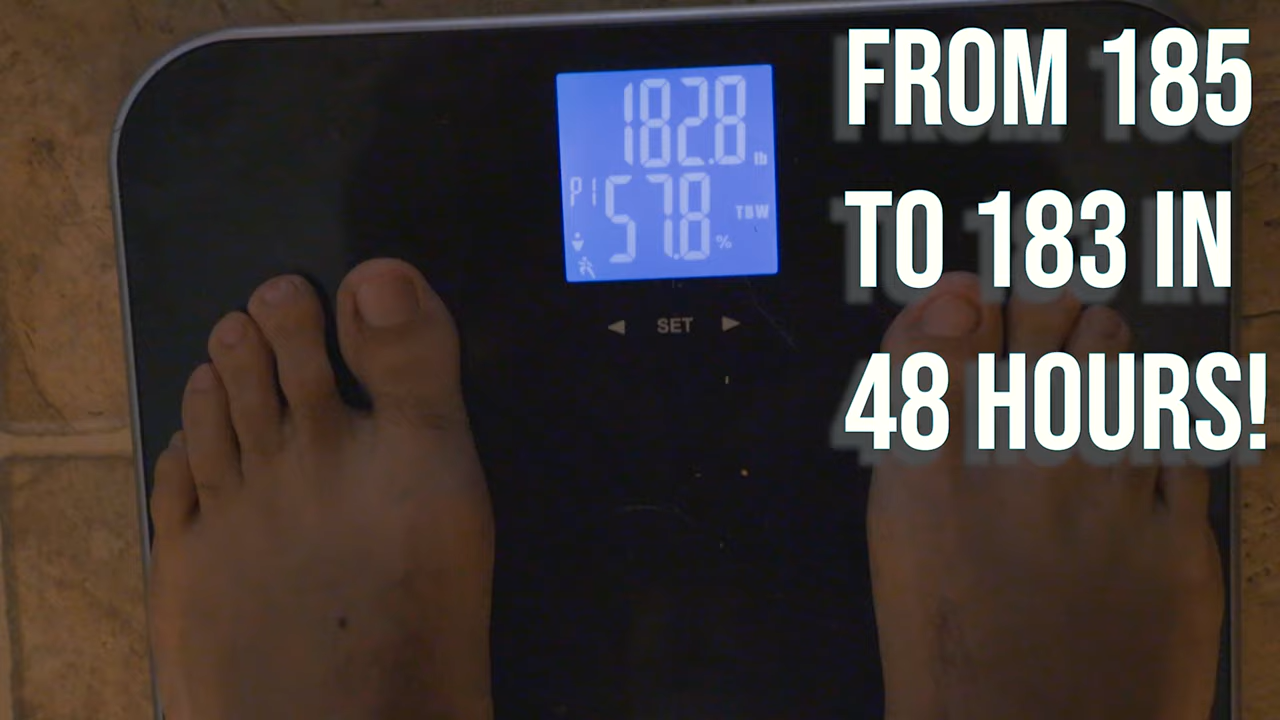 FROM 185
TO 183 IN
48 HOURS!
182.8 lb
P1 57.8 % TBW
◀ SET ▶